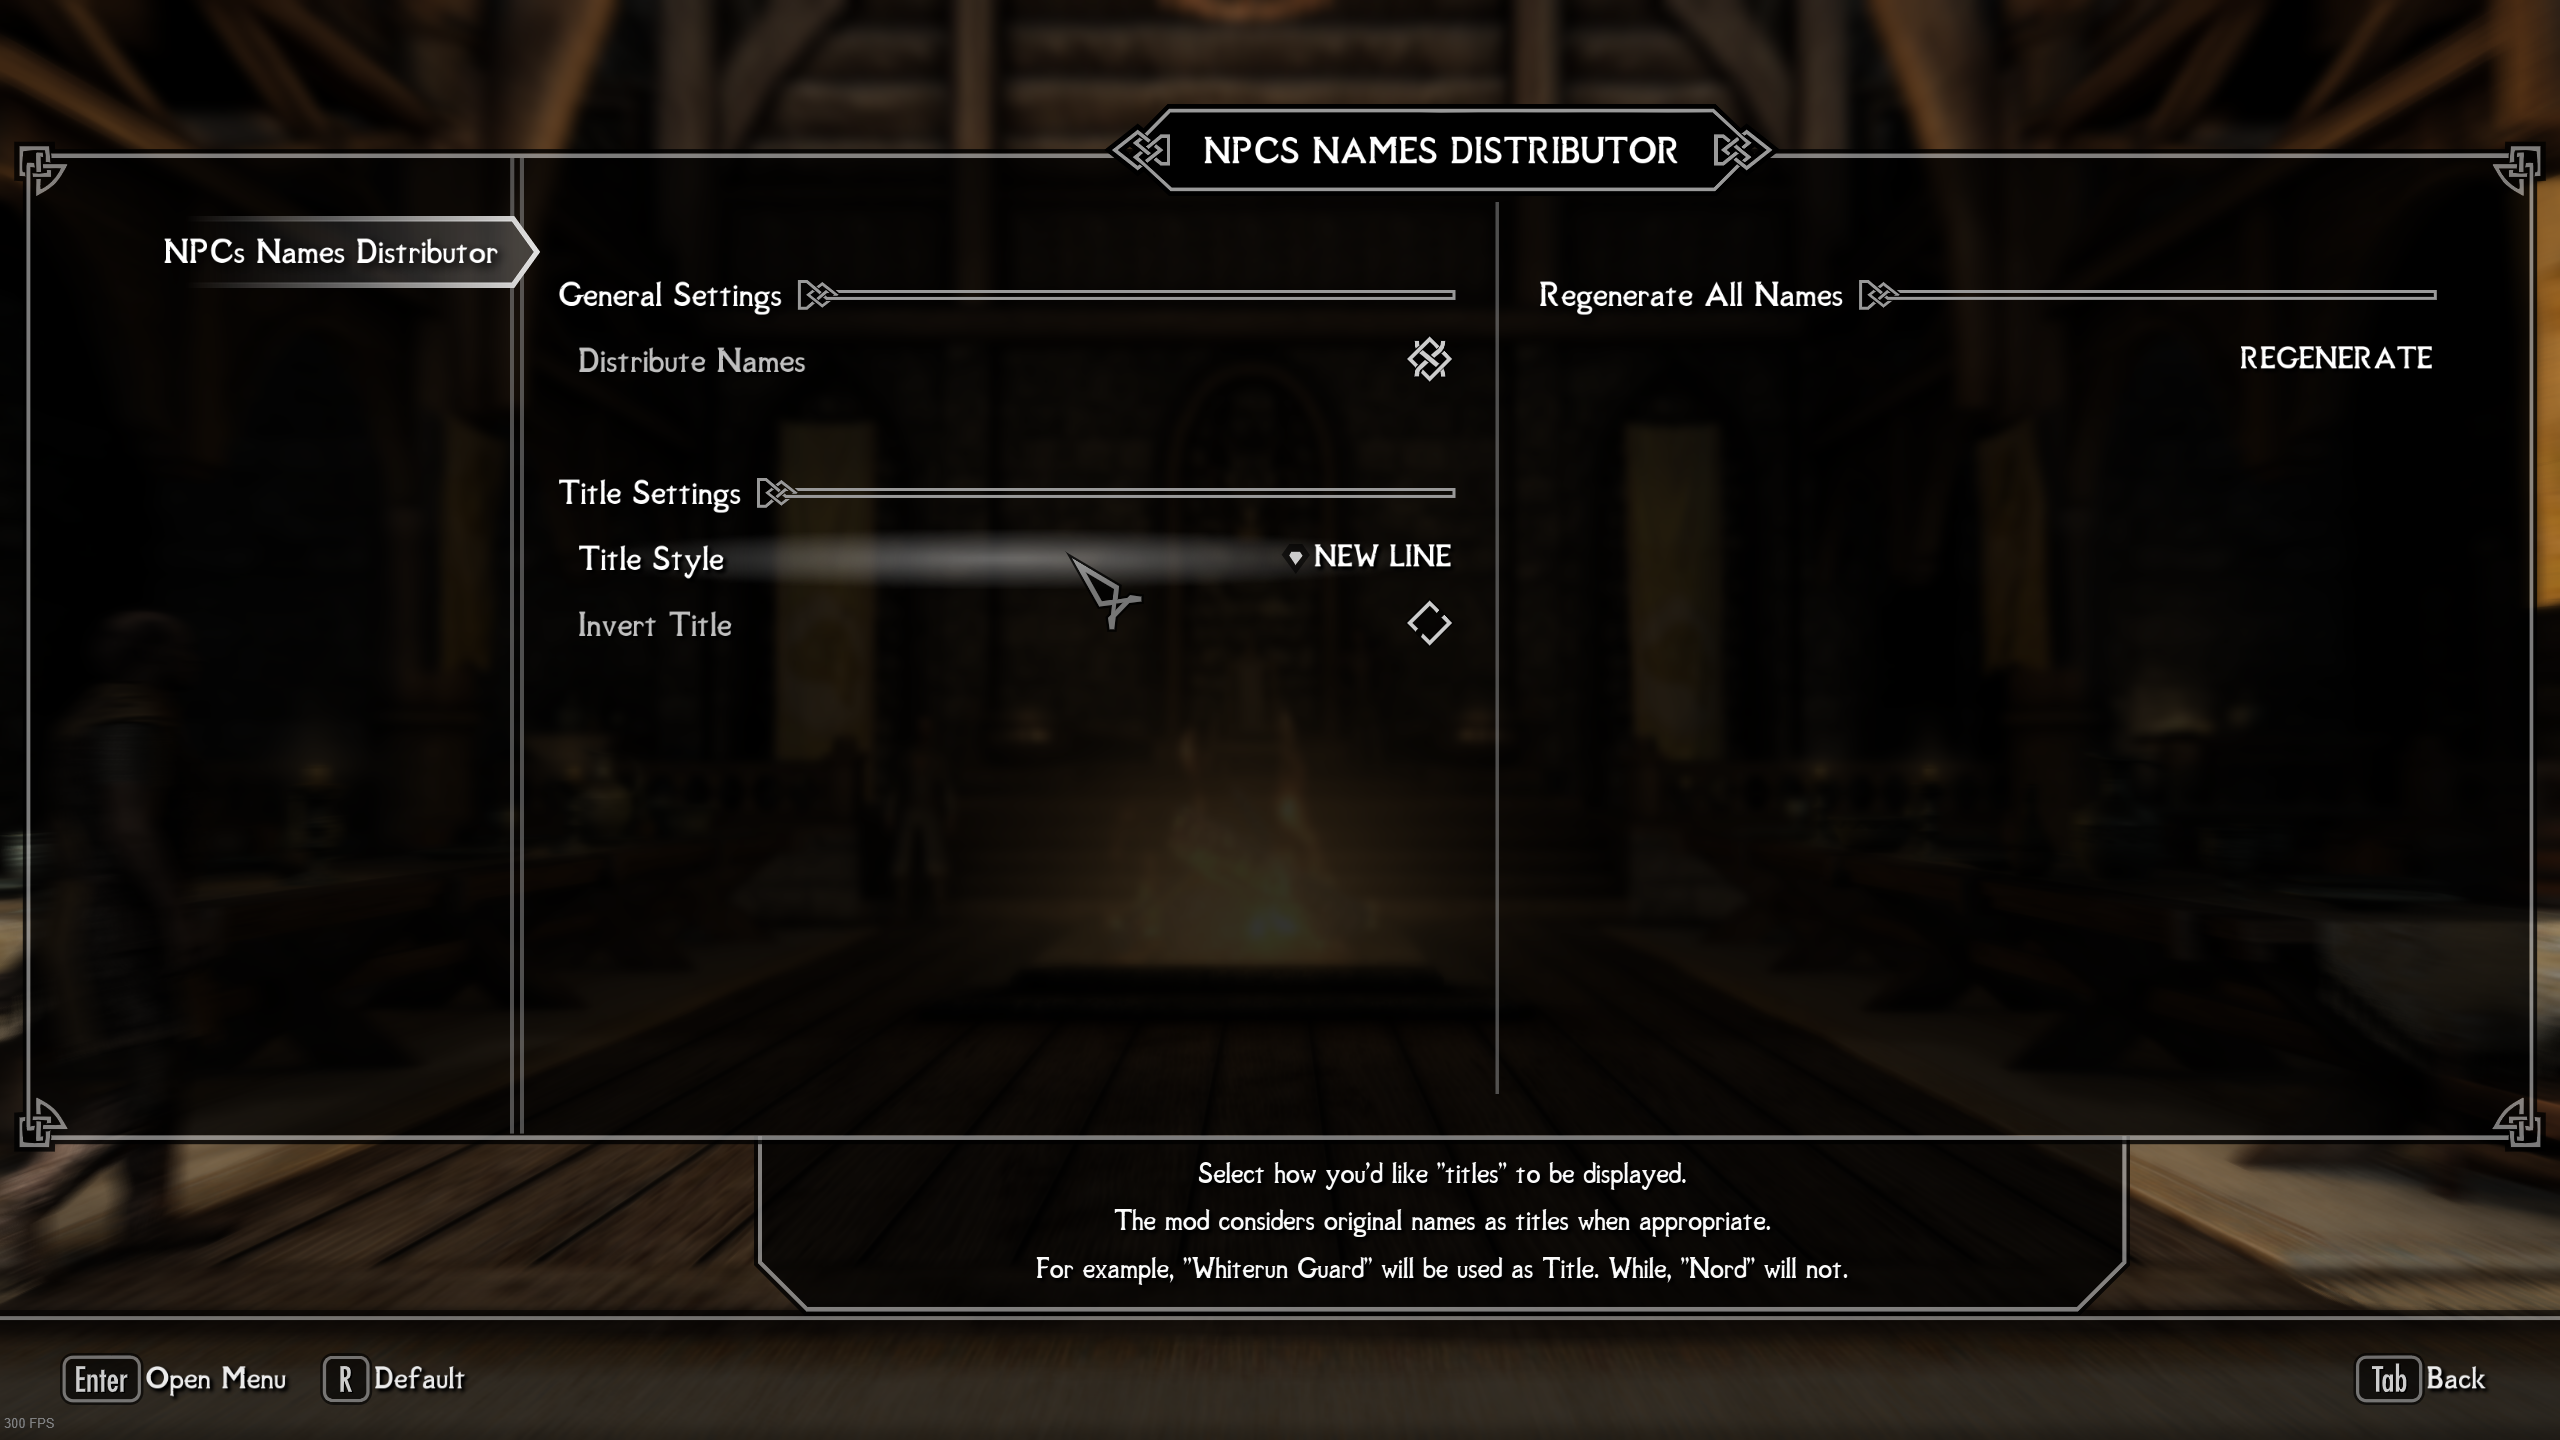 NPCS NAMES DISTRIBUTOR
NPCs Names Distributor
General Settings
Distribute Names
Title Settings
Title Style
NEW LINE
Invert Title
Regenerate All Names
REGENERATE
Select how you'd like "titles" to be displayed.
The mod considers original names as titles when appropriate.
For example, "Whiterun Guard" will be used as Title. While, "Nord" will not.
Enter Open Menu R Default
Tab Back
300 FPS